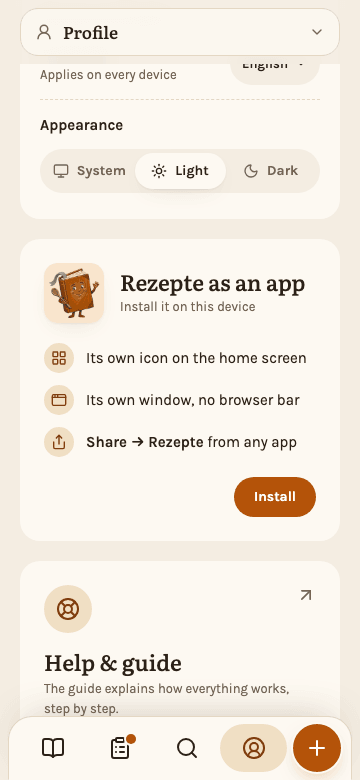 Profile
English
Applies on every device
Appearance
System
Light
Dark
Rezepte as an app
Install it on this device
Its own icon on the home screen
Its own window, no browser bar
Share → Rezepte from any app
Install
Help & guide
The guide explains how everything works,
step by step.